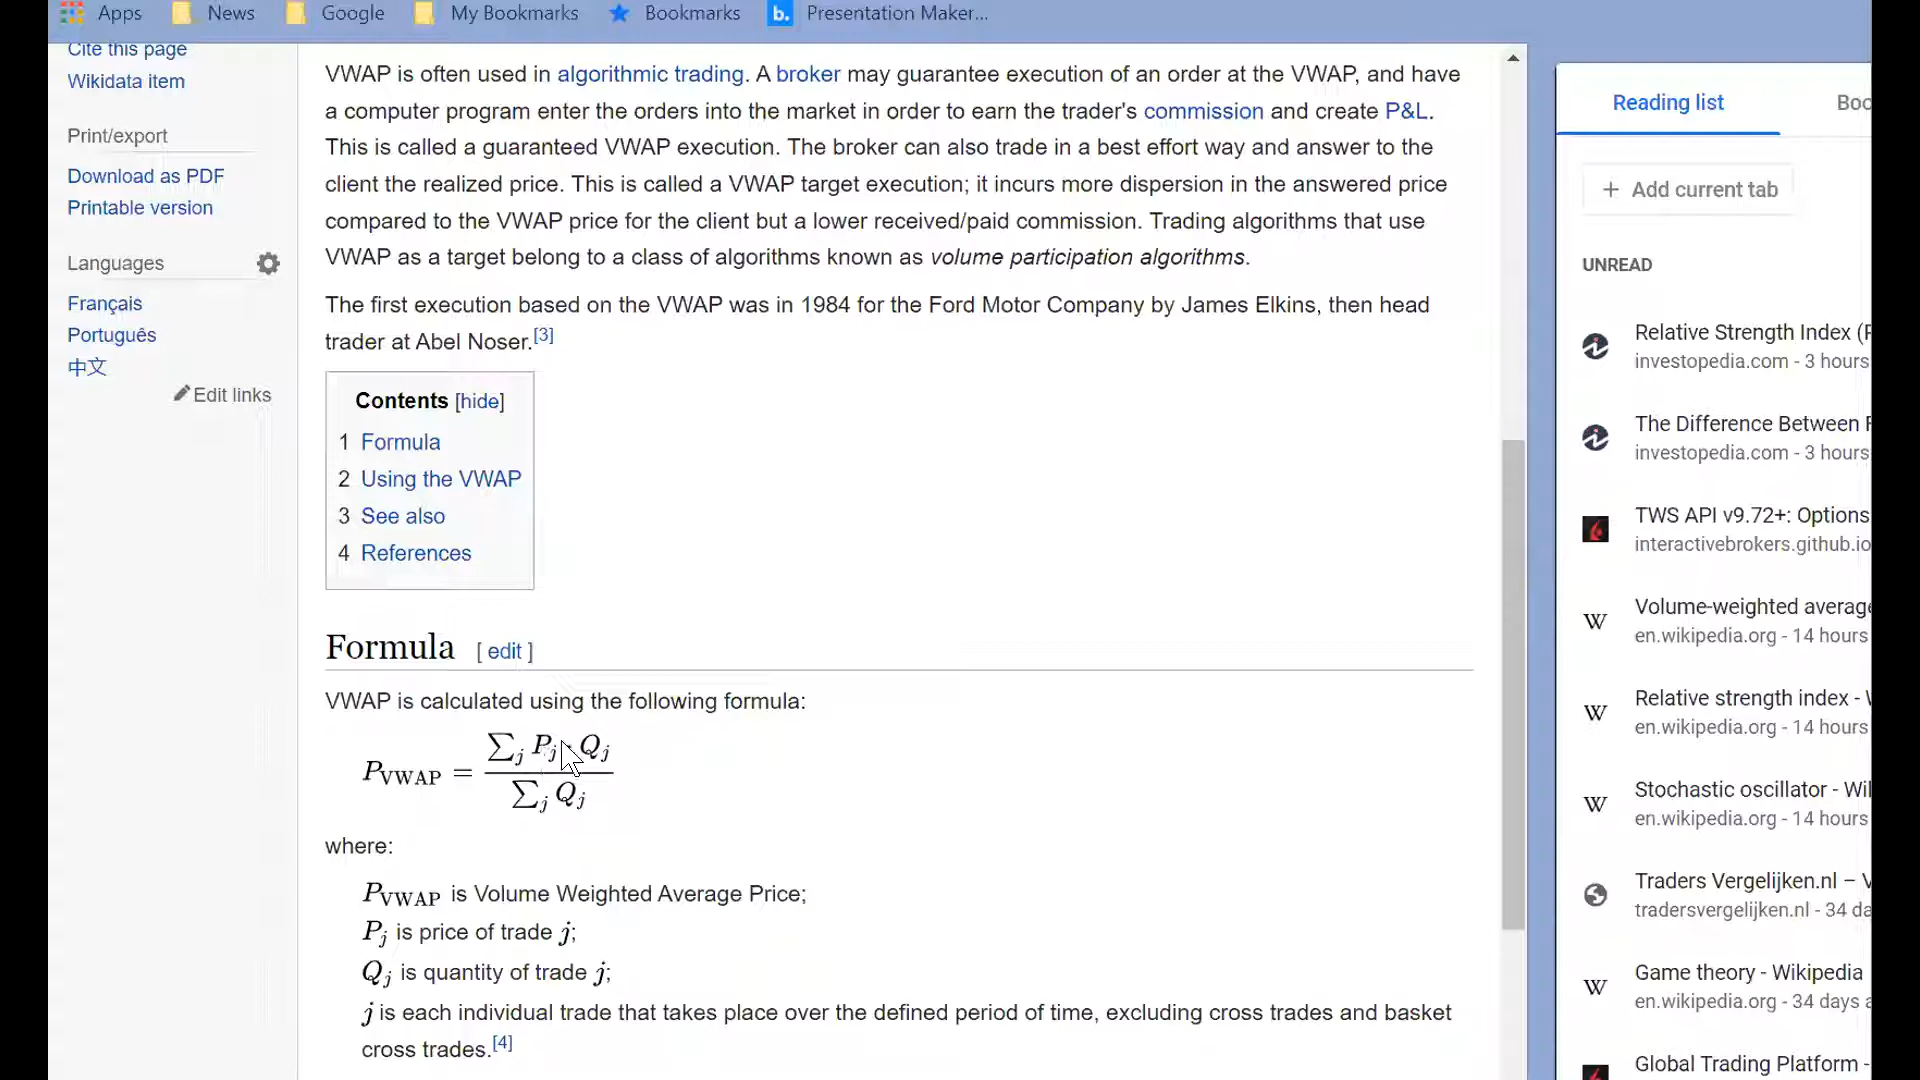 Apps News Google My Bookmarks Bookmarks b. Presentation Maker...
Cite this page
Wikidata item
Print/export
Download as PDF
Printable version
Languages
Français
Português
中文
Edit links
VWAP is often used in algorithmic trading. A broker may guarantee execution of an order at the VWAP, and have
a computer program enter the orders into the market in order to earn the trader's commission and create P&L.
This is called a guaranteed VWAP execution. The broker can also trade in a best effort way and answer to the
client the realized price. This is called a VWAP target execution; it incurs more dispersion in the answered price
compared to the VWAP price for the client but a lower received/paid commission. Trading algorithms that use
VWAP as a target belong to a class of algorithms known as volume participation algorithms.
The first execution based on the VWAP was in 1984 for the Ford Motor Company by James Elkins, then head
trader at Abel Noser.[3]
Contents [hide]
1 Formula
2 Using the VWAP
3 See also
4 References
Formula [ edit ]
VWAP is calculated using the following formula:
P_VWAP = ∑_j P_j · Q_j / ∑_j Q_j
where:
P_VWAP is Volume Weighted Average Price;
P_j is price of trade j;
Q_j is quantity of trade j;
j is each individual trade that takes place over the defined period of time, excluding cross trades and basket
cross trades.[4]
Reading list Boo
+ Add current tab
UNREAD
Relative Strength Index (
investopedia.com - 3 hours
The Difference Between
investopedia.com - 3 hours
TWS API v9.72+: Options
interactivebrokers.github.io
W Volume-weighted average
en.wikipedia.org - 14 hours
W Relative strength index -
en.wikipedia.org - 14 hours
W Stochastic oscillator - Wi
en.wikipedia.org - 14 hours
Traders Vergelijken.nl –
tradersvergelijken.nl - 34 da
W Game theory - Wikipedia
en.wikipedia.org - 34 days
Global Trading Platform -